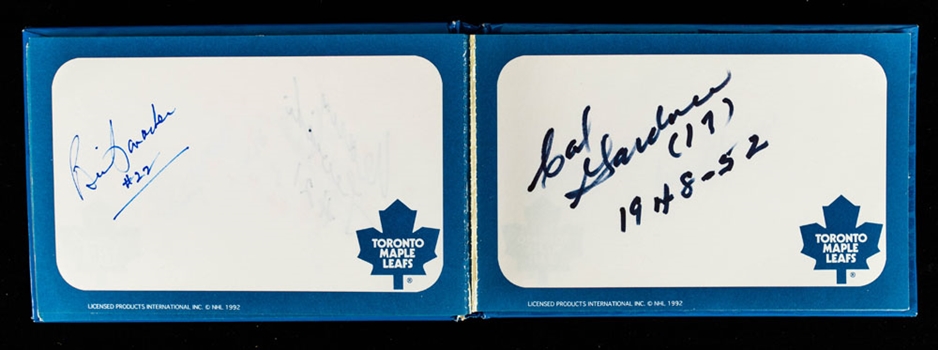 #22
TORONTO
MAPLE
LEAFS
®
LICENSED PRODUCTS INTERNATIONAL INC. © NHL 1992
Cal
Gardner
(17)
1948-52
TORONTO
MAPLE
LEAFS
®
LICENSED PRODUCTS INTERNATIONAL INC. © NHL 1992